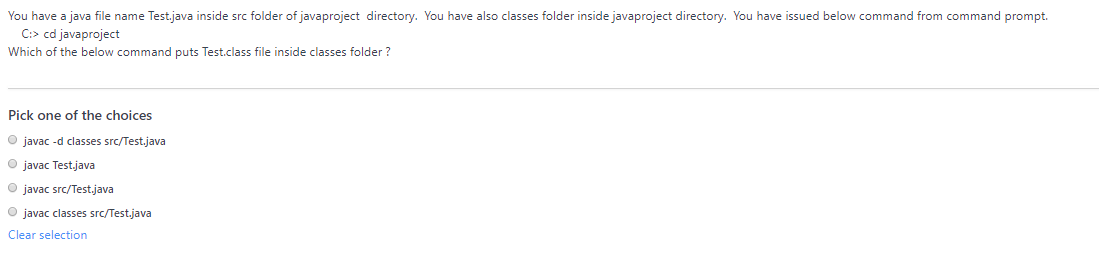 You have a java file name Test.java inside src folder of javaproject directory. You have also classes folder inside javaproject directory. You have issued below command from command prompt.
C:> cd javaproject
Which of the below command puts Test.class file inside classes folder ?
Pick one of the choices
javac -d classes src/Test.java
javac Test.java
javac src/Test.java
javac classes src/Test.java
Clear selection